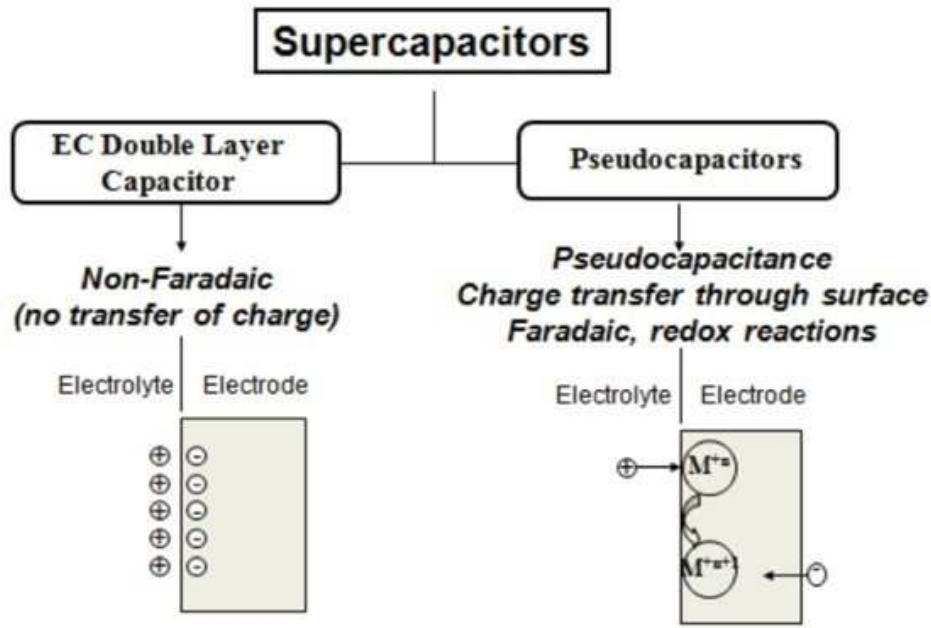 Supercapacitors
EC Double Layer
Capacitor
Pseudocapacitors
Non-Faradaic
(no transfer of charge)
Pseudocapacitance
Charge transfer through surface
Faradaic, redox reactions
Electrolyte Electrode
+ -
+ -
+ -
+ -
+ -
Electrolyte Electrode
+ M⁺ⁿ
M⁺ⁿ⁺¹ -